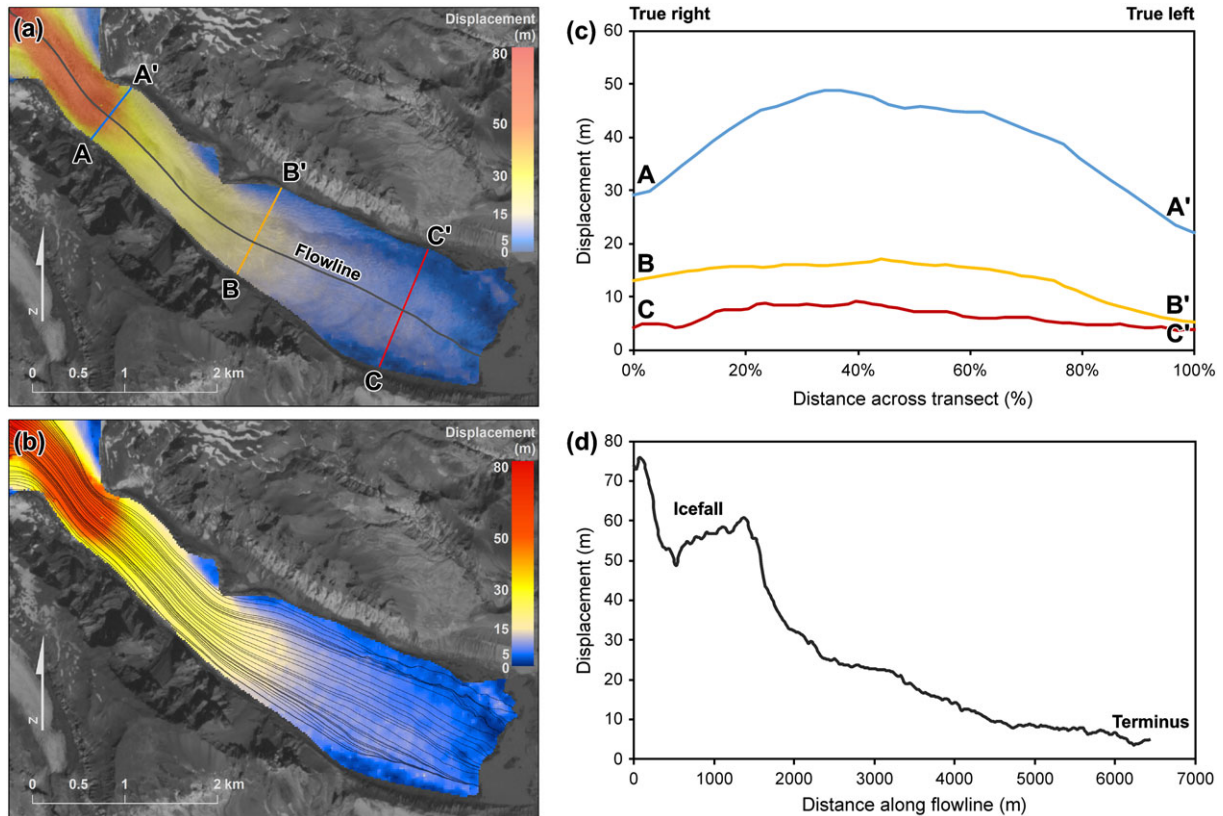 (a)
Displacement
(m)
80
50
30
15
5
0
A'
A
B'
B
C'
C
Flowline
N
0 0.5 1 2 km
(b)
Displacement
(m)
80
50
30
15
5
0
N
0 0.5 1 2 km
True right True left
(c)
60
50
40
30
20
10
0
Displacement (m)
A
A'
B
B'
C
C'
0% 20% 40% 60% 80% 100%
Distance across transect (%)
(d)
80
70
60
50
40
30
20
10
0
Displacement (m)
Icefall
Terminus
0 1000 2000 3000 4000 5000 6000 7000
Distance along flowline (m)